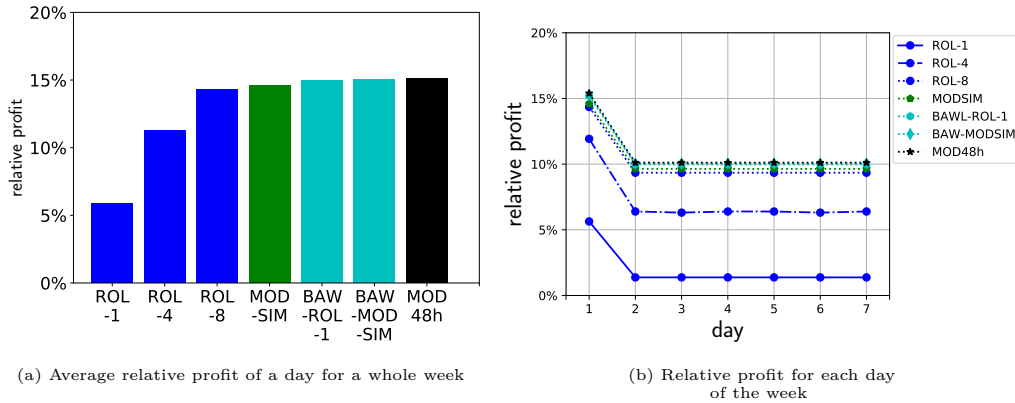 20%
15%
10%
5%
0%
relative profit
ROL
-1
ROL
-4
ROL
-8
MOD
-SIM
BAW
-ROL
-1
BAW
-MOD
-SIM
MOD
48h
(a) Average relative profit of a day for a whole week
20%
15%
10%
5%
0%
relative profit
1 2 3 4 5 6 7
day
ROL-1
ROL-4
ROL-8
MODSIM
BAWL-ROL-1
BAW-MODSIM
MOD48h
(b) Relative profit for each day
of the week